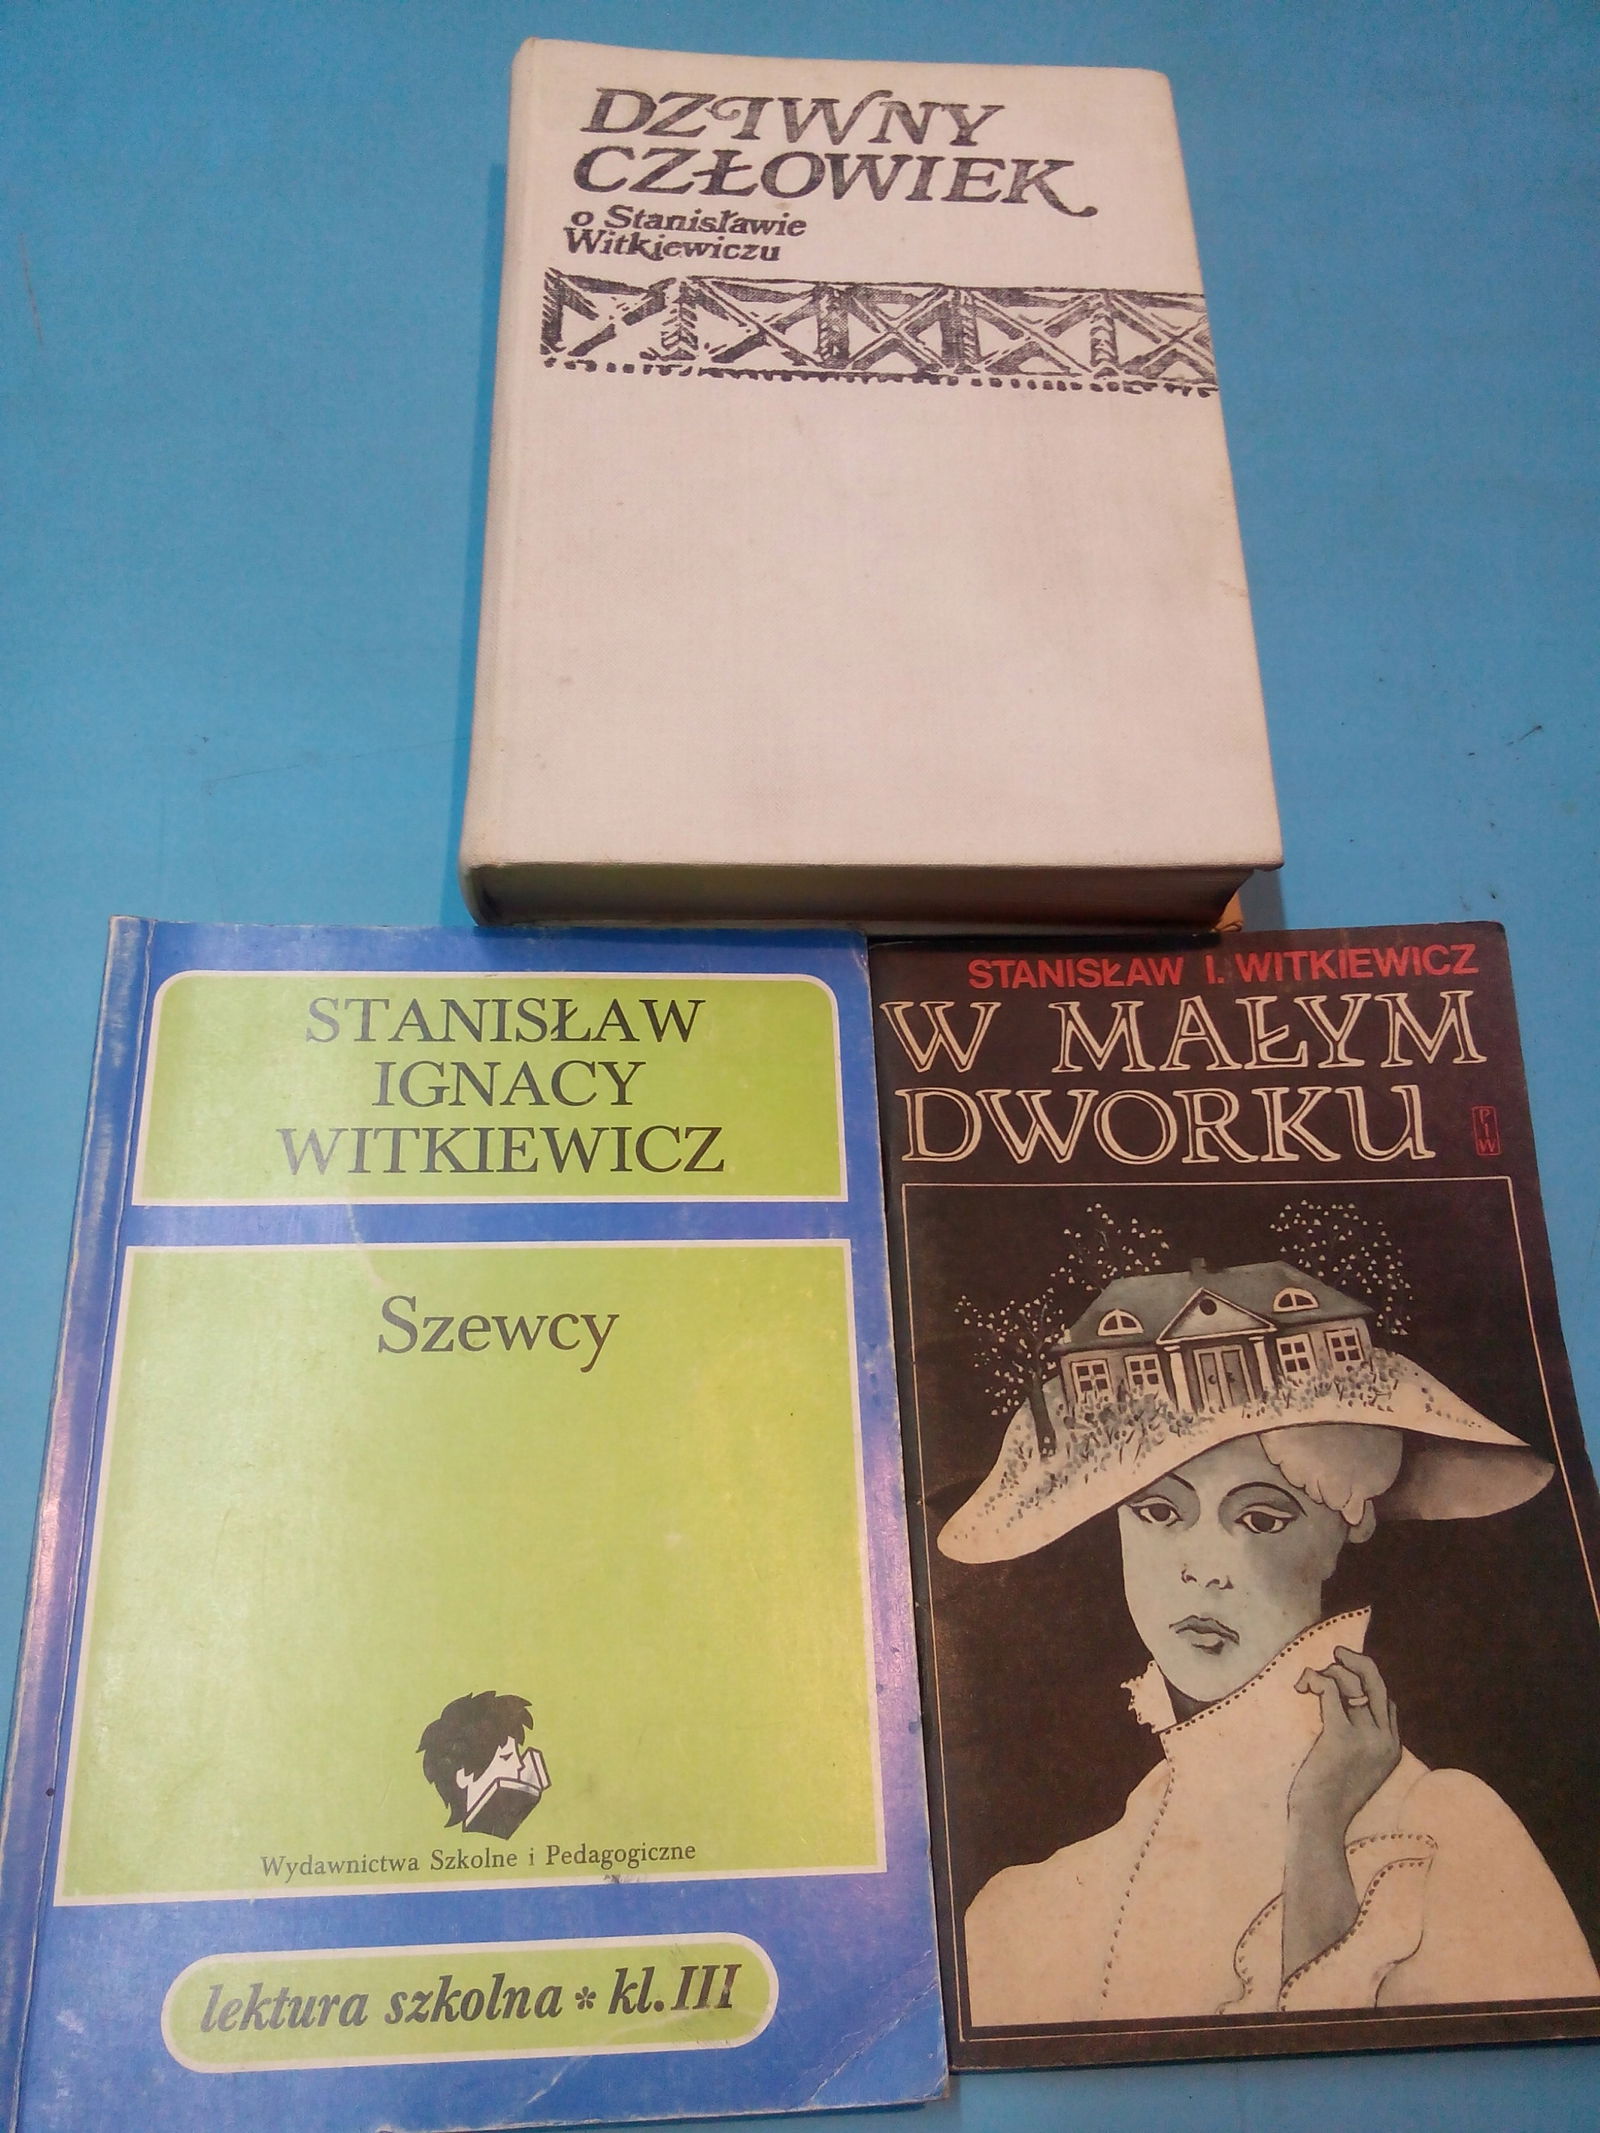 DZIWNY
CZŁOWIEK
o Stanisławie
Witkiewiczu
STANISŁAW
IGNACY
WITKIEWICZ
Szewcy
Wydawnictwa Szkolne i Pedagogiczne
lektura szkolna * kl. III
STANISŁAW I. WITKIEWICZ
W MAŁYM
DWORKU
P
I
W